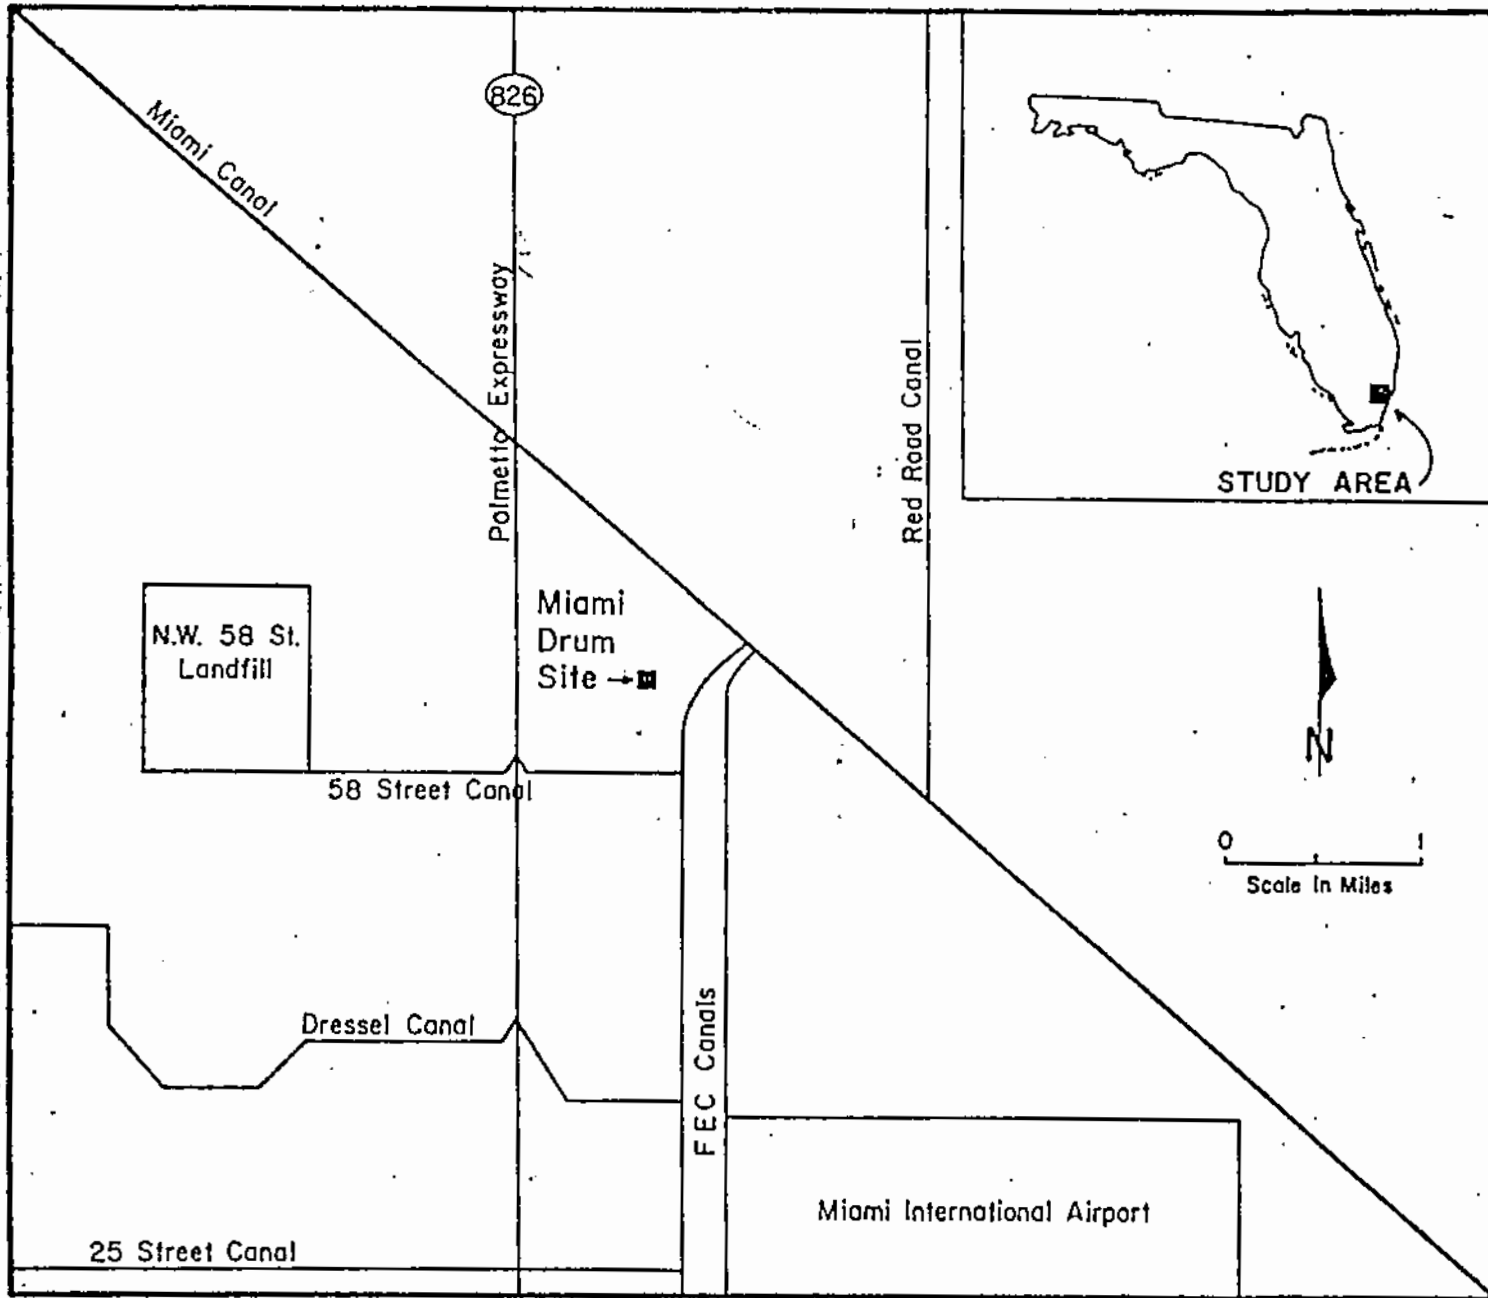 826
Miami Canal
Palmetto Expressway
Red Road Canal
STUDY AREA
N.W. 58 St.
Landfill
Miami
Drum
Site
N
0 1
Scale In Miles
58 Street Canal
Dressel Canal
FEC Canals
Miami International Airport
25 Street Canal